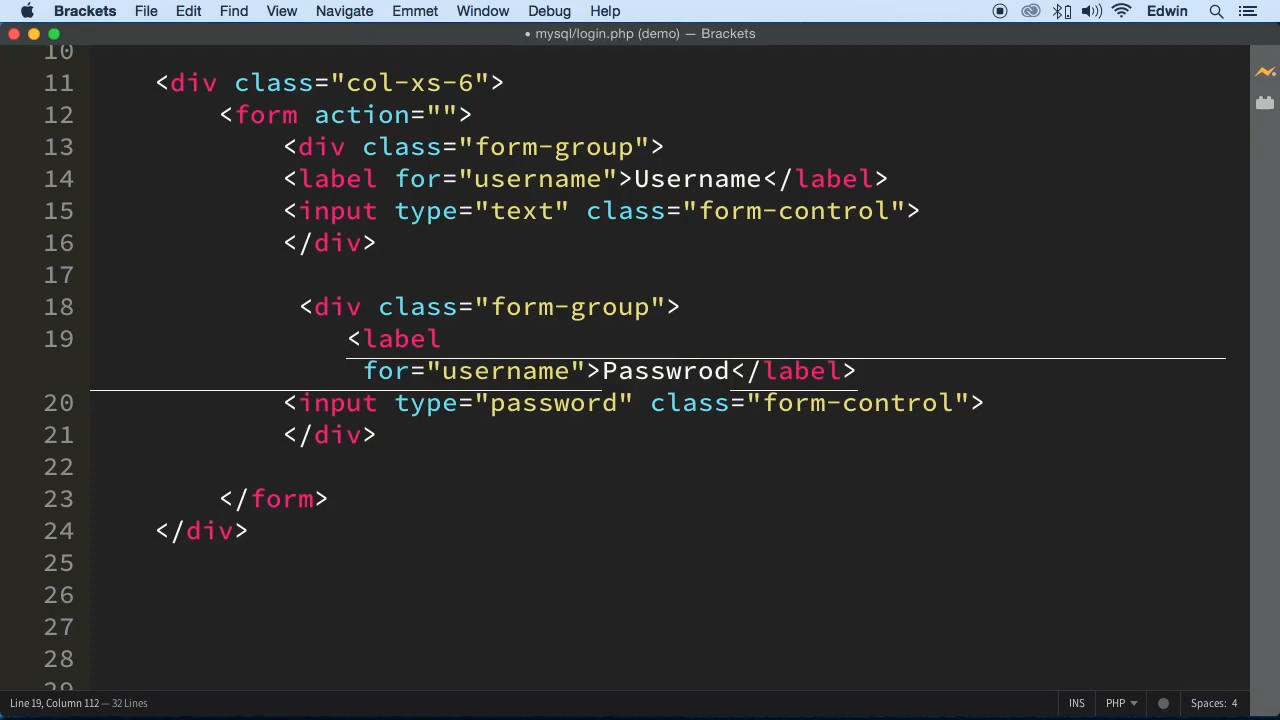 Brackets File Edit Find View Navigate Emmet Window Debug Help Edwin
• mysql/login.php (demo) — Brackets
10
11 <div class="col-xs-6">
12 <form action="">
13 <div class="form-group">
14 <label for="username">Username</label>
15 <input type="text" class="form-control">
16 </div>
17
18 <div class="form-group">
19 <label
for="username">Passwrod</label>
20 <input type="password" class="form-control">
21 </div>
22
23 </form>
24 </div>
25
26
27
28
29
Line 19, Column 112 — 32 Lines INS PHP Spaces: 4